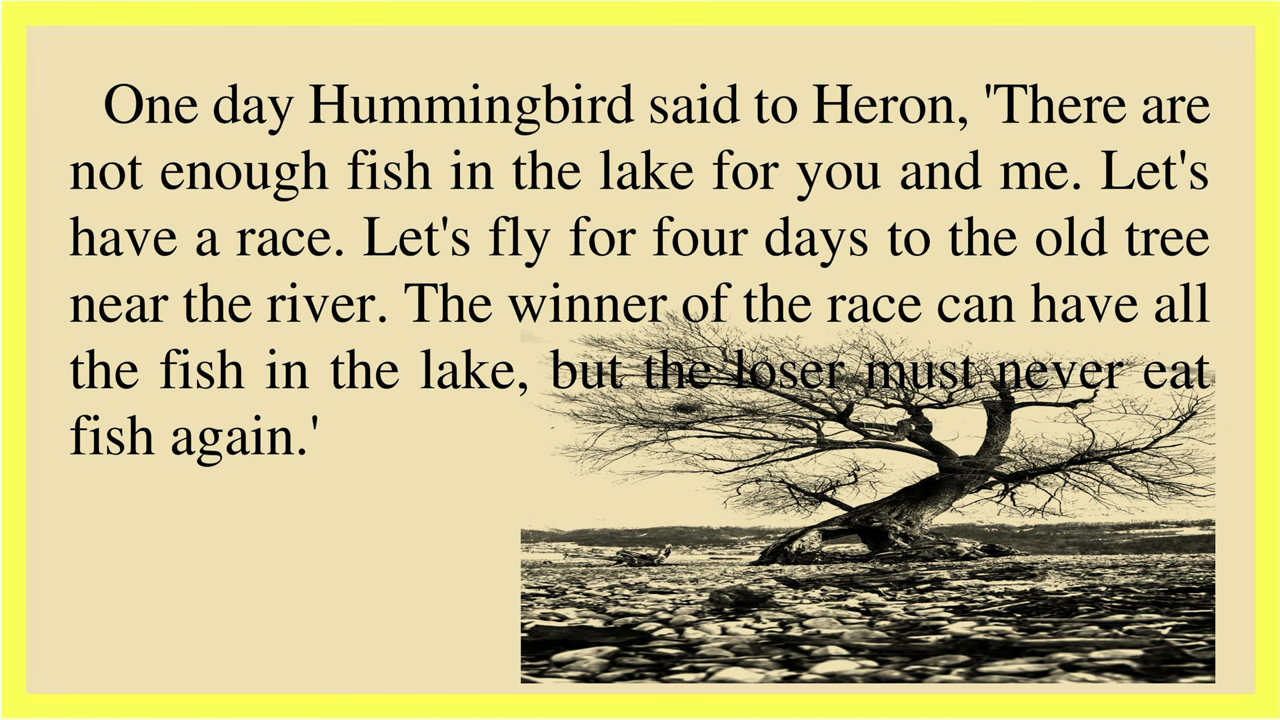 One day Hummingbird said to Heron, 'There are
not enough fish in the lake for you and me. Let's
have a race. Let's fly for four days to the old tree
near the river. The winner of the race can have all
the fish in the lake, but the loser must never eat
fish again.'